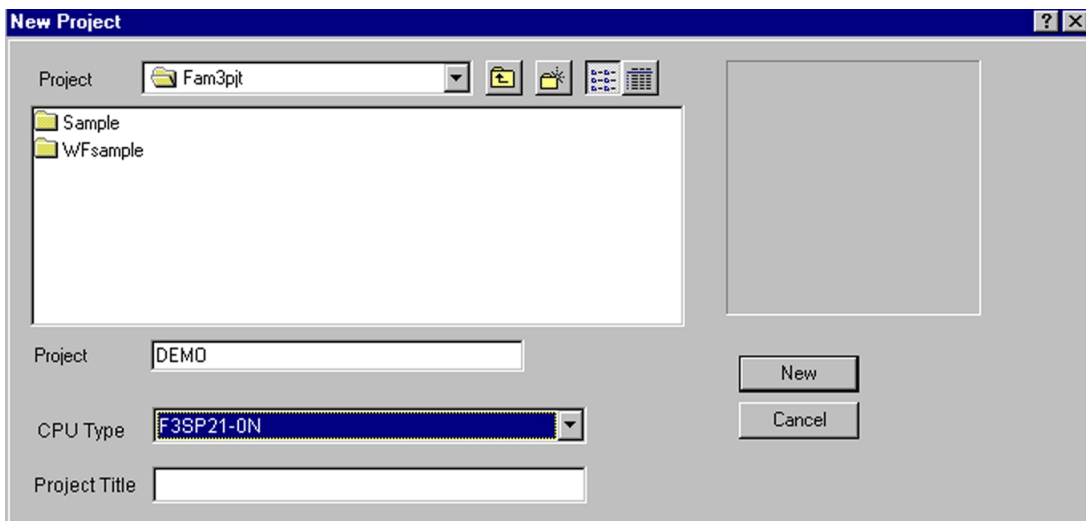 New Project
Project Fam3pjt
Sample
WFsample
Project DEMO
New
CPU Type F3SP21-0N
Cancel
Project Title